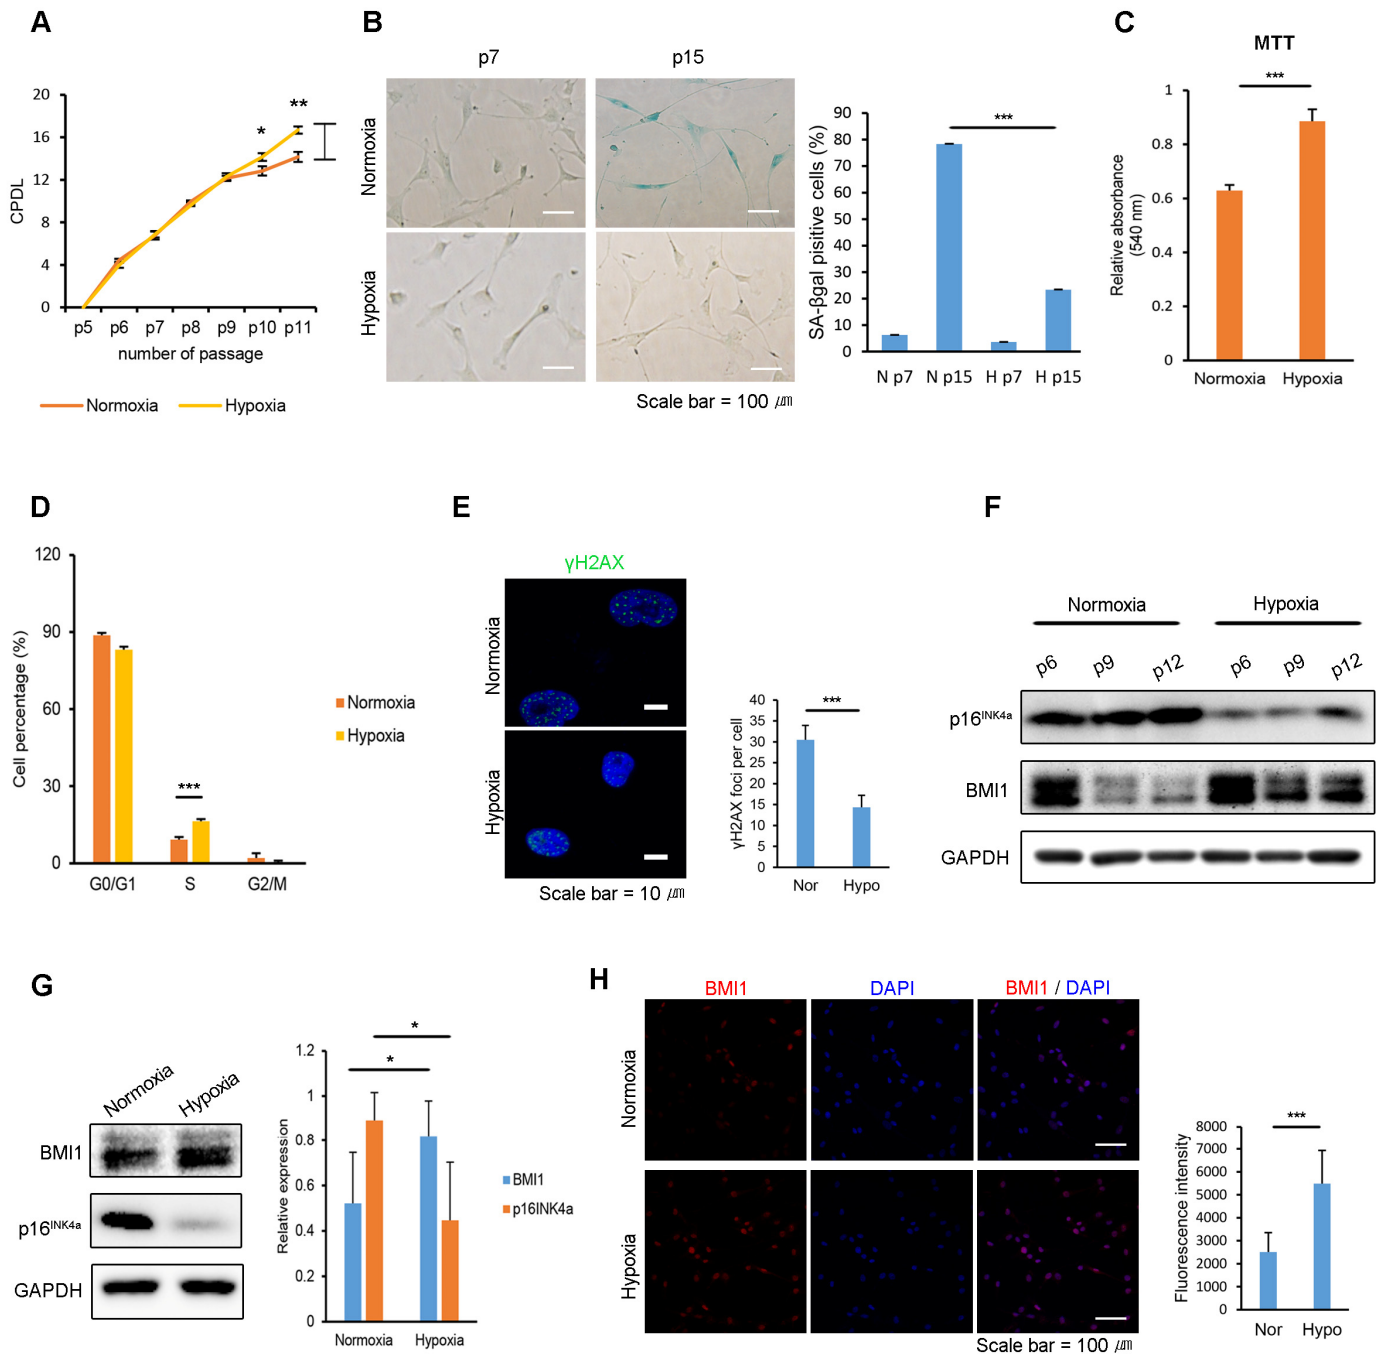 A
20
16
12
8
4
0
CPDL
*
**
p5 p6 p7 p8 p9 p10 p11
number of passage
Normoxia Hypoxia
B
p7 p15
Normoxia
Hypoxia
Scale bar = 100 ㎛
90
80
70
60
50
40
30
20
10
0
SA-βgal pisitive cells (%)
***
N p7 N p15 H p7 H p15
C
MTT
***
1
0.8
0.6
0.4
0.2
0
Relative absorbance
(540 nm)
Normoxia Hypoxia
D
120
90
60
30
0
Cell percentage (%)
***
G0/G1 S G2/M
Normoxia
Hypoxia
E
γH2AX
Normoxia
Hypoxia
Scale bar = 10 ㎛
40
35
30
25
20
15
10
5
0
γH2AX foci per cell
***
Nor Hypo
F
Normoxia Hypoxia
p6 p9 p12 p6 p9 p12
p16INK4a
BMI1
GAPDH
G
Normoxia Hypoxia
BMI1
p16INK4a
GAPDH
1.2
1
0.8
0.6
0.4
0.2
0
Relative expression
*
*
Normoxia Hypoxia
BMI1
p16INK4a
H
BMI1 DAPI BMI1 / DAPI
Normoxia
Hypoxia
Scale bar = 100 ㎛
8000
7000
6000
5000
4000
3000
2000
1000
0
Fluorescence intensity
***
Nor Hypo